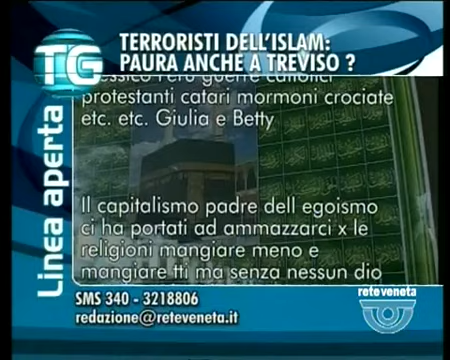 TG
TERRORISTI DELL'ISLAM:
PAURA ANCHE A TREVISO ?
Linea aperta
guerre cattolici
protestanti catari mormoni crociate
etc. etc. Giulia e Betty
Il capitalismo padre dell egoismo
ci ha portati ad ammazzarci x le
religioni mangiare meno e
mangiare tti ma senza nessun dio
SMS 340 - 3218806
redazione@reteveneta.it
reteveneta